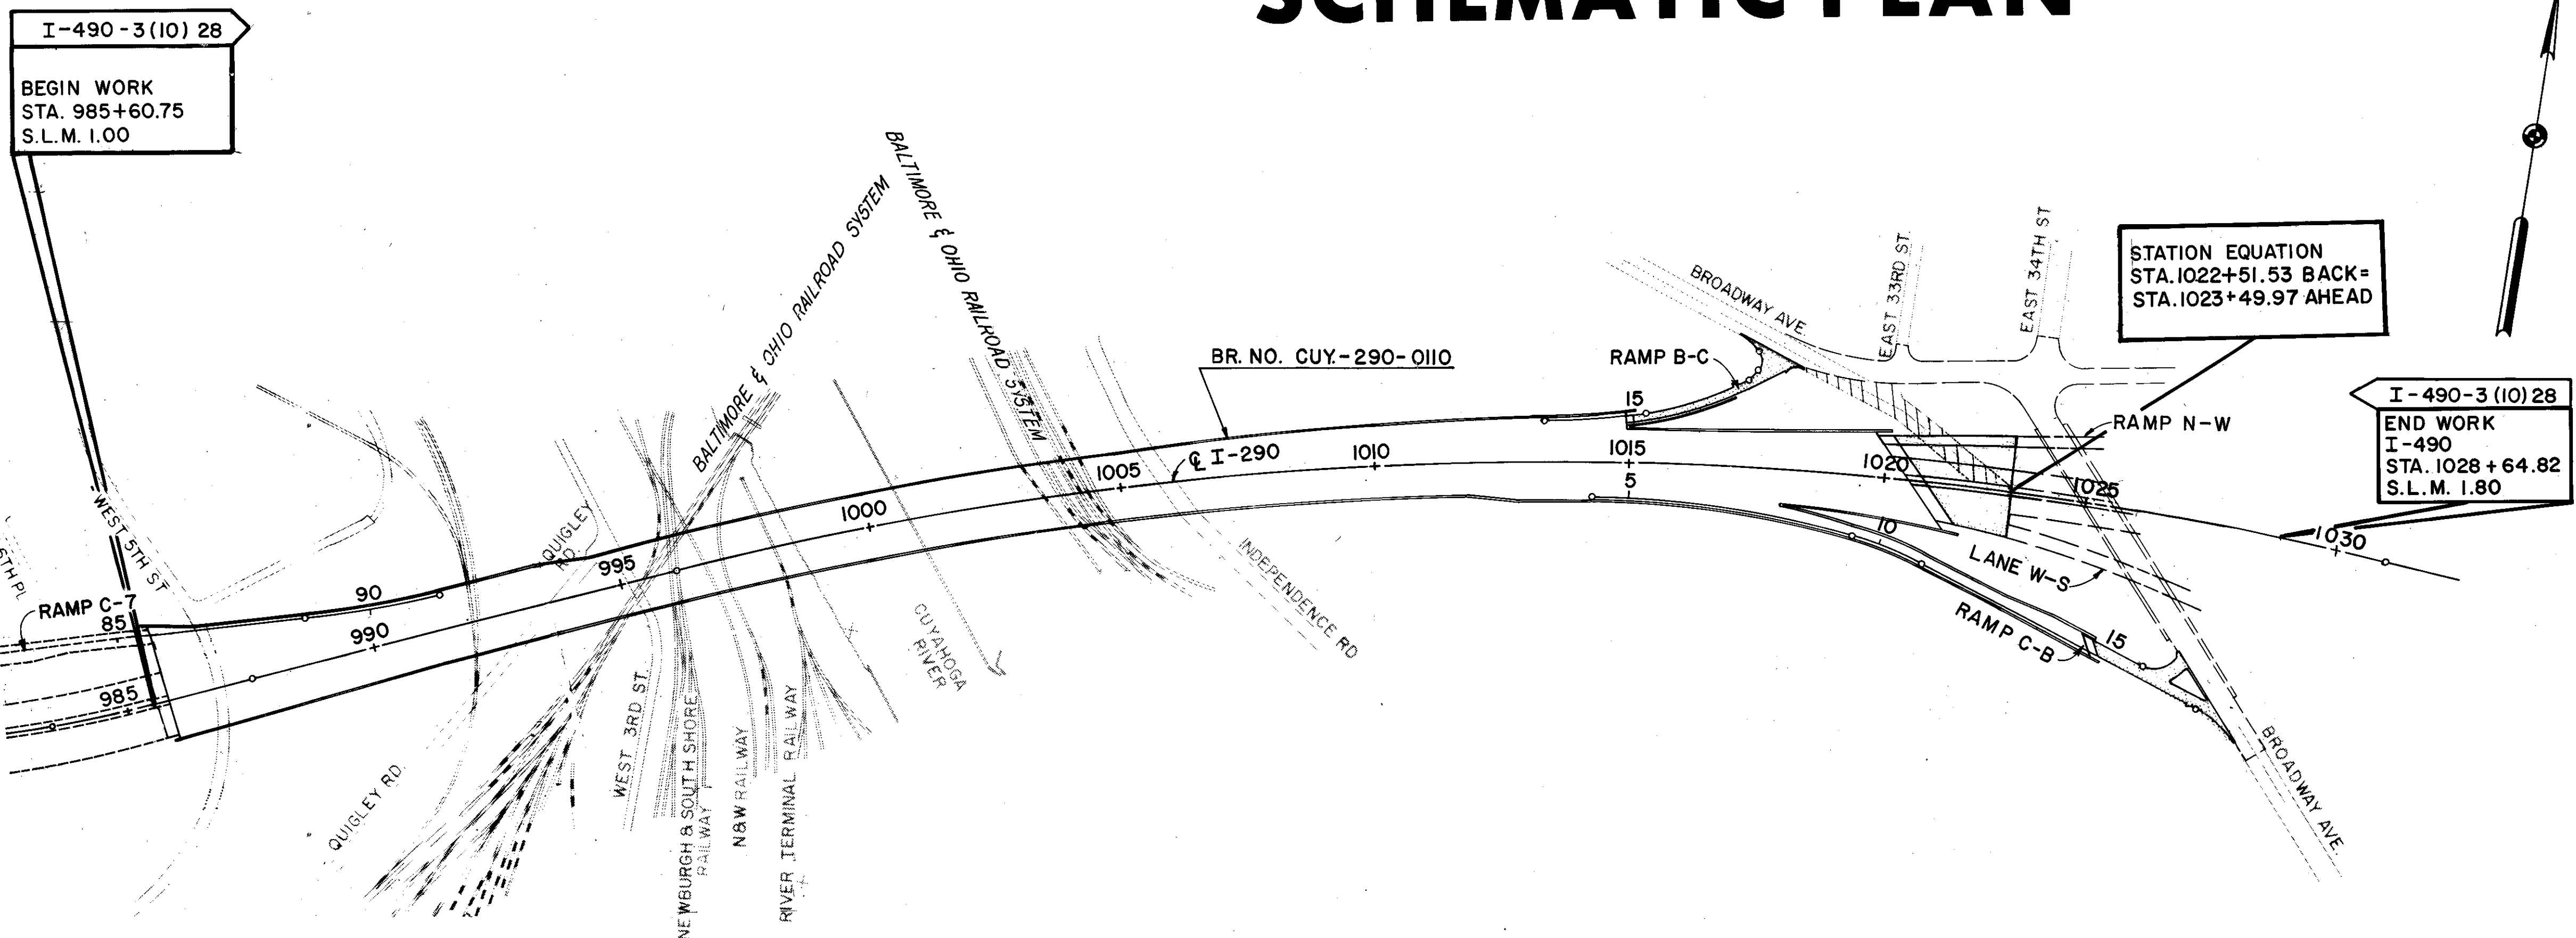 SCHEMATIC PLAN
I-490-3(10) 28
BEGIN WORK
STA. 985+60.75
S.L.M. 1.00
BALTIMORE & OHIO RAILROAD SYSTEM
BALTIMORE & OHIO RAILROAD SYSTEM
BROADWAY AVE.
EAST 33RD ST.
EAST 34TH ST
STATION EQUATION
STA. 1022+51.53 BACK=
STA. 1023+49.97 AHEAD
BR. NO. CUY.-290-0110
RAMP B-C
15
I-490-3 (10) 28
END WORK
I-490
STA. 1028+64.82
S.L.M. 1.80
RAMP N-W
℄ I-290
1005
1010
1015
1020
1025
1030
5
10
LANE W-S
RAMP C-B
15
BROADWAY AVE.
INDEPENDENCE RD
1000
CUYAHOGA
RIVER
995
QUIGLEY
RD.
WEST 5TH ST
RAMP C-7
85
90
990
985
QUIGLEY RD.
WEST 3RD ST.
NEWBURGH & SOUTH SHORE
RAILWAY
N&W RAILWAY
RIVER TERMINAL RAILWAY